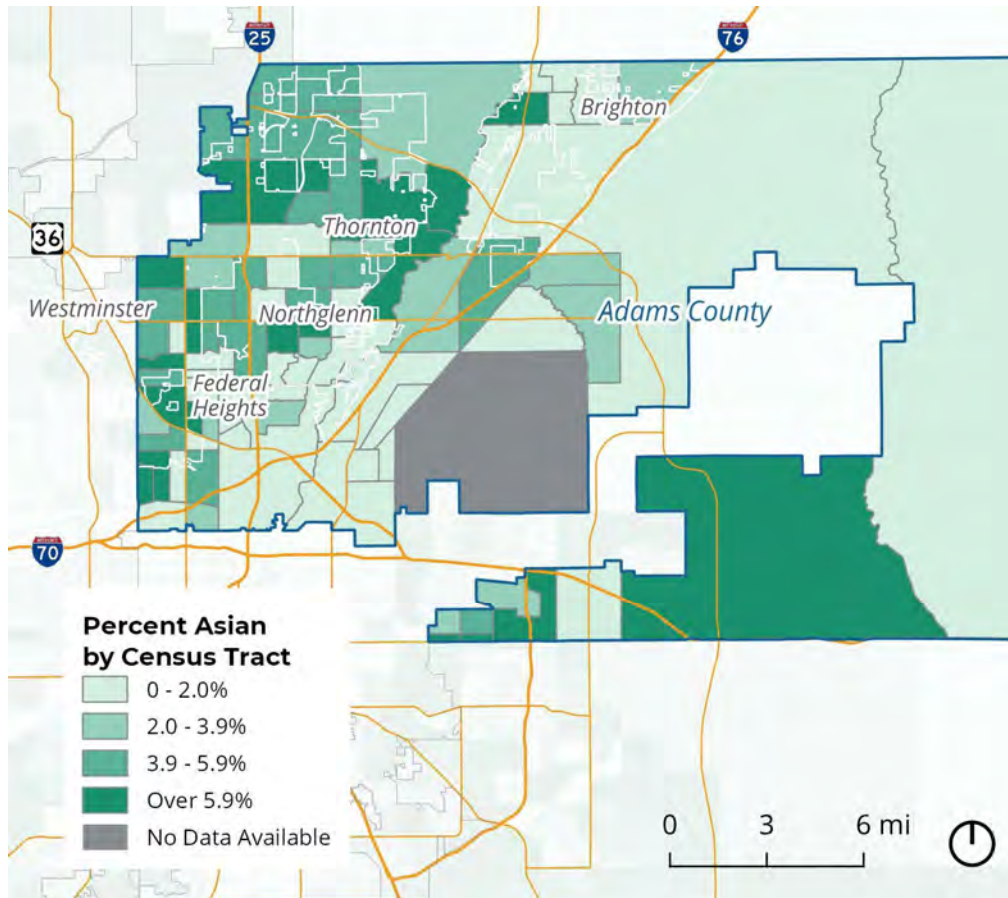 25
76
Brighton
36
Thornton
Westminster
Northglenn
Adams County
Federal
Heights
70
Percent Asian
by Census Tract
0 - 2.0%
2.0 - 3.9%
3.9 - 5.9%
Over 5.9%
No Data Available
0 3 6 mi